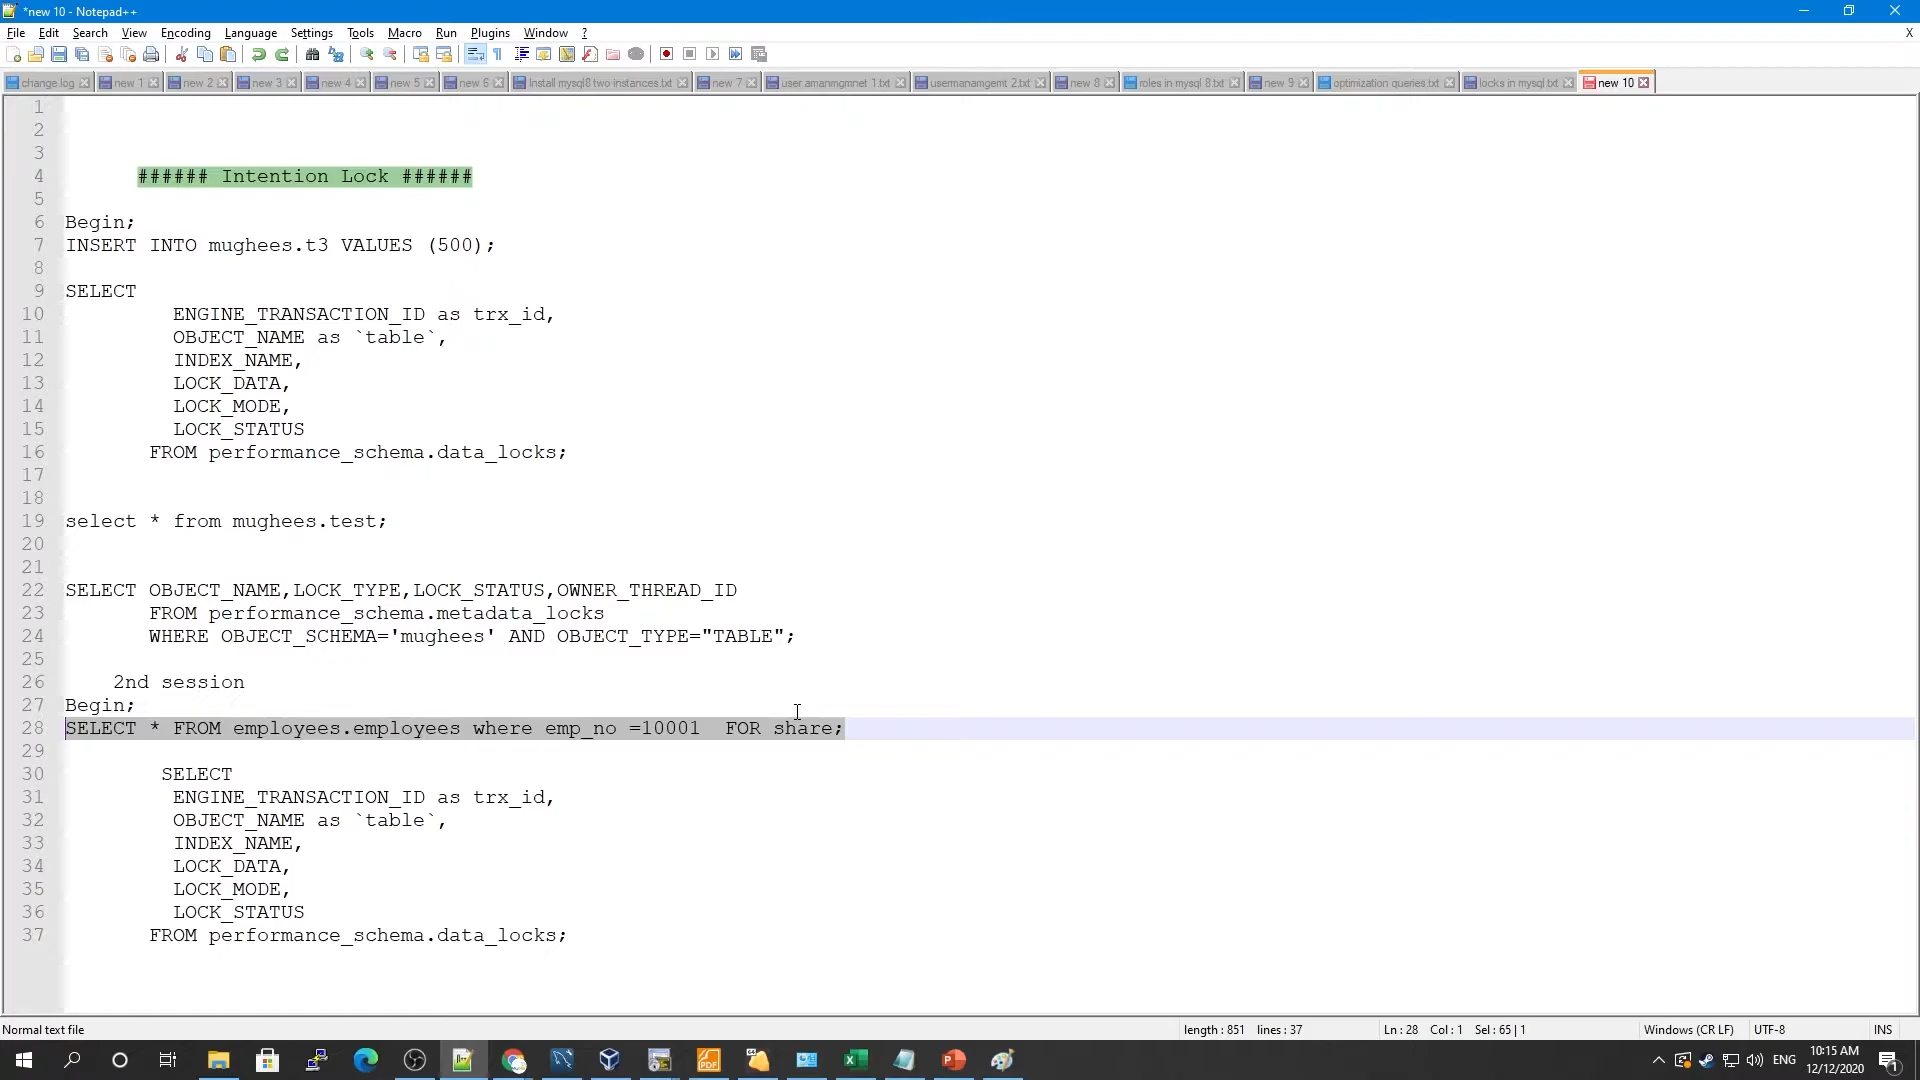 *new 10 - Notepad++
File Edit Search View Encoding Language Settings Tools Macro Run Plugins Window ? X
change.log new 1 new 2 new 3 new 4 new 5 new 6 Install mysql8 two instances.txt new 7 user amanmgmnet 1.txt usermanamgemt 2.txt new 8 roles in mysql 8.txt new 9 optimization queries.txt locks in mysql.txt new 10
1
2
3
4 ###### Intention Lock ######
5
6 Begin;
7 INSERT INTO mughees.t3 VALUES (500);
8
9 SELECT
10 ENGINE_TRANSACTION_ID as trx_id,
11 OBJECT_NAME as `table`,
12 INDEX_NAME,
13 LOCK_DATA,
14 LOCK_MODE,
15 LOCK_STATUS
16 FROM performance_schema.data_locks;
17
18
19 select * from mughees.test;
20
21
22 SELECT OBJECT_NAME,LOCK_TYPE,LOCK_STATUS,OWNER_THREAD_ID
23 FROM performance_schema.metadata_locks
24 WHERE OBJECT_SCHEMA='mughees' AND OBJECT_TYPE="TABLE";
25
26 2nd session
27 Begin;
28 SELECT * FROM employees.employees where emp_no =10001  FOR share;
29
30 SELECT
31 ENGINE_TRANSACTION_ID as trx_id,
32 OBJECT_NAME as `table`,
33 INDEX_NAME,
34 LOCK_DATA,
35 LOCK_MODE,
36 LOCK_STATUS
37 FROM performance_schema.data_locks;
Normal text file length : 851 lines : 37 Ln : 28 Col : 1 Sel : 65 | 1 Windows (CR LF) UTF-8 INS
ENG 10:15 AM
12/12/2020